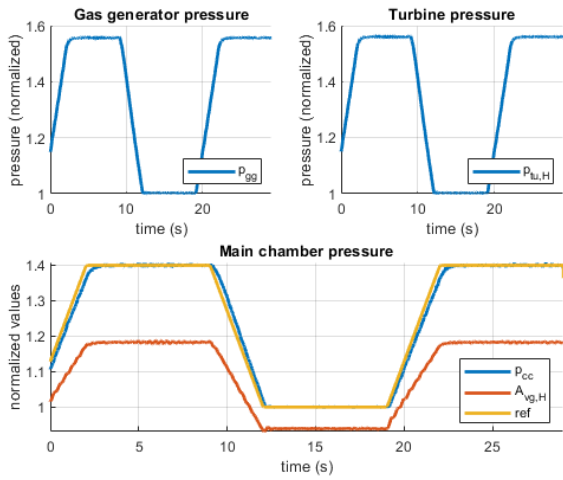 Gas generator pressure
pressure (normalized)
1.6
1.4
1.2
1
0
10
20
time (s)
p_gg
Turbine pressure
pressure (normalized)
1.6
1.4
1.2
1
0
10
20
time (s)
p_tu,H
Main chamber pressure
normalized values
1.4
1.3
1.2
1.1
1
0
5
10
15
20
25
time (s)
p_cc
A_vg,H
ref